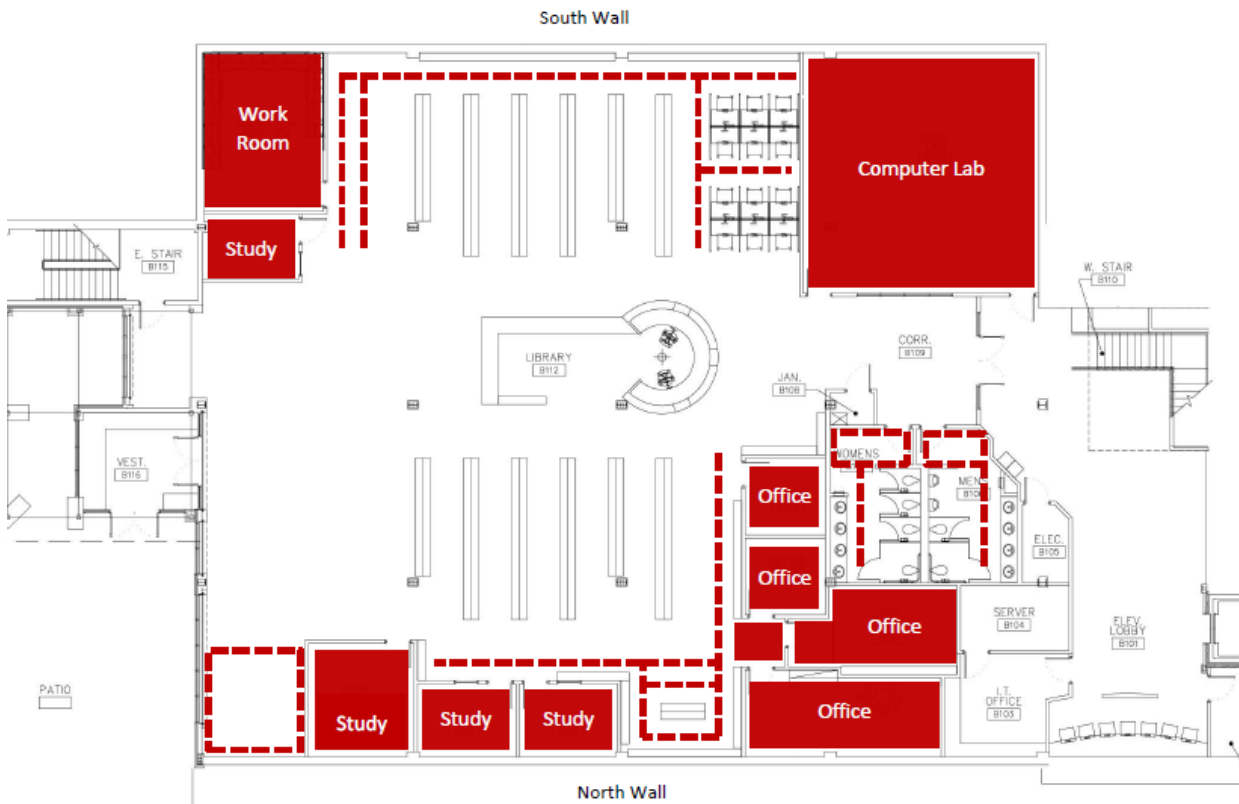 South Wall
Work
Room
Computer Lab
Study
E. STAIR
B115
W. STAIR
B110
CORR.
B109
LIBRARY
B112
JAN.
B108
VEST.
B116
WOMENS
MENS
Office
ELEC.
B105
Office
SERVER
B104
Office
ELEV.
LOBBY
B101
PATIO
I.T.
OFFICE
B103
Study
Study
Study
Office
North Wall